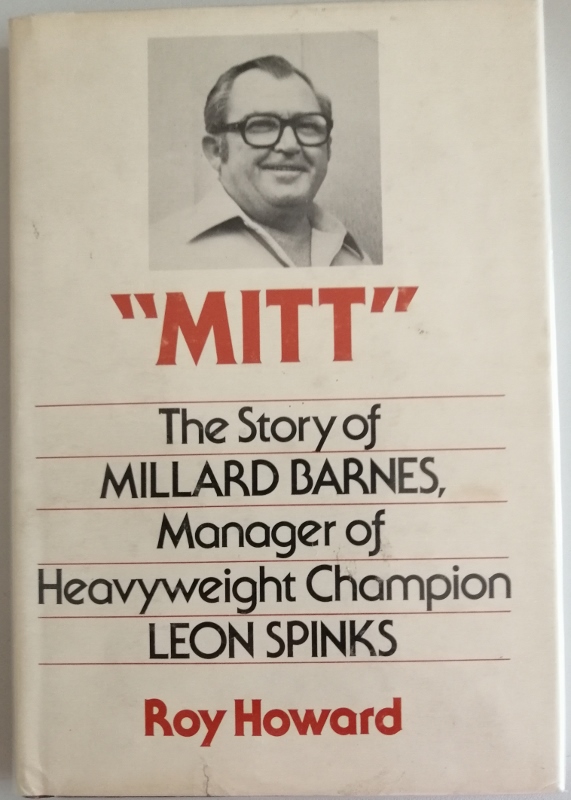 "MITT"
The Story of
MILLARD BARNES,
Manager of
Heavyweight Champion
LEON SPINKS
Roy Howard